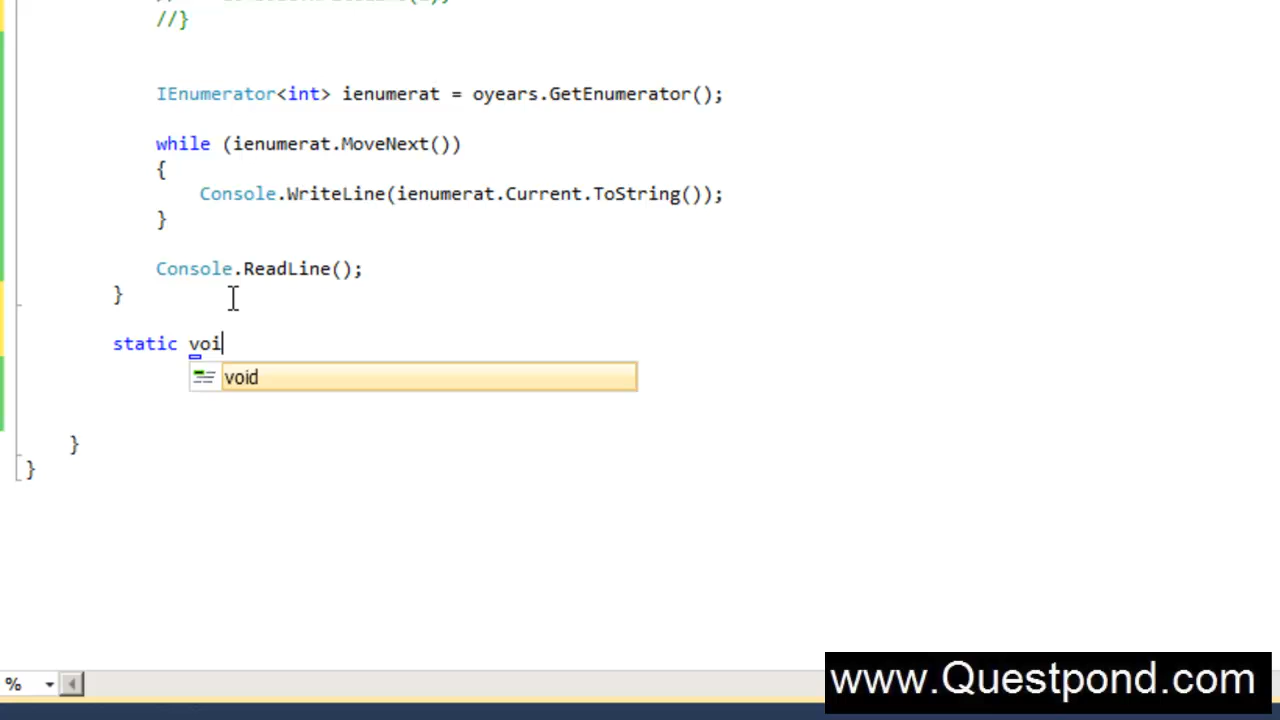 //}
IEnumerator<int> ienumerat = oyears.GetEnumerator();
while (ienumerat.MoveNext())
{
Console.WriteLine(ienumerat.Current.ToString());
}
Console.ReadLine();
}
static voi
void
}
}
%
www.Questpond.com